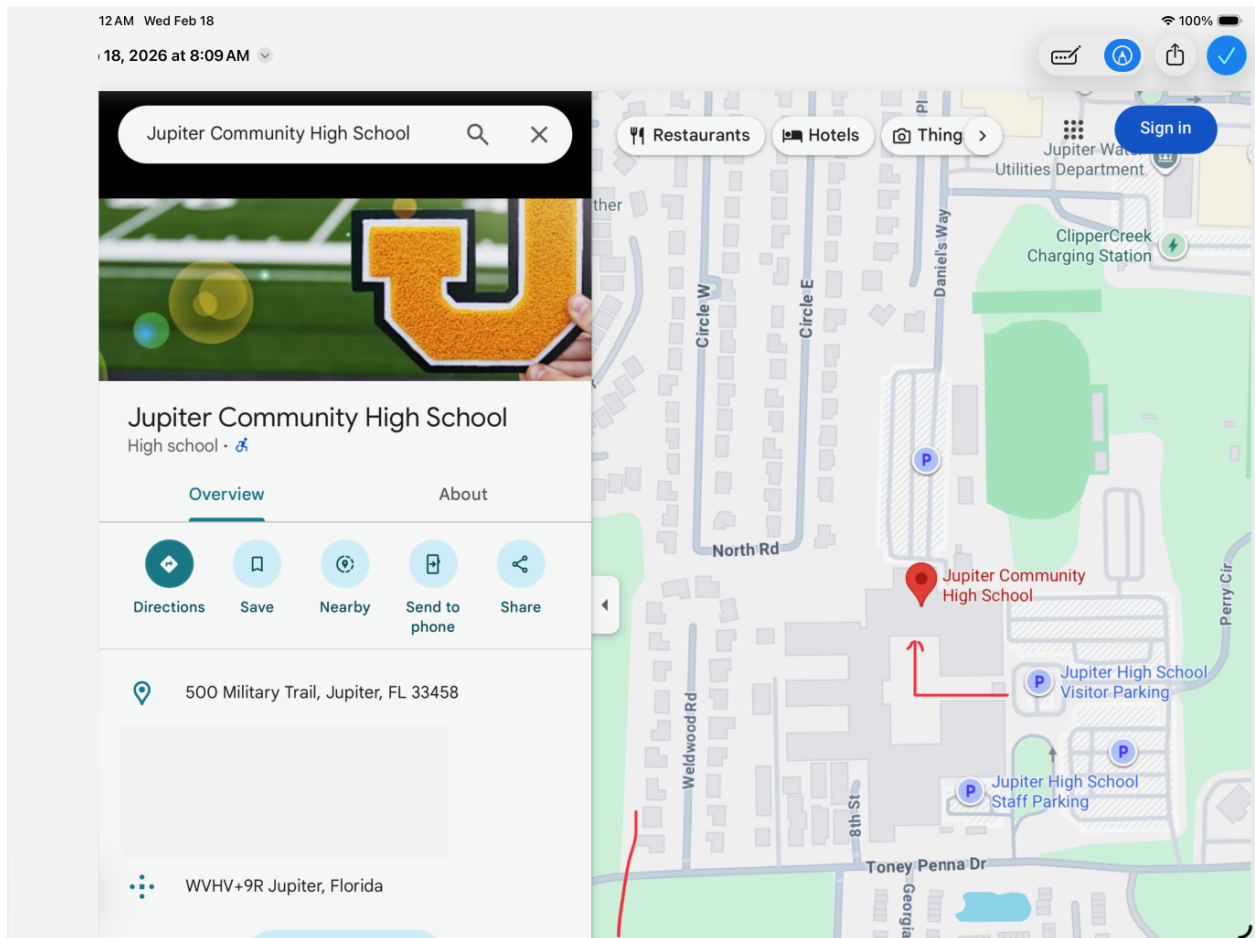 12 AM Wed Feb 18
100%
18, 2026 at 8:09 AM
Jupiter Community High School
Restaurants
Hotels
Thing
Sign in
Jupiter Community High School
High school
Overview
About
Directions
Save
Nearby
Send to
phone
Share
500 Military Trail, Jupiter, FL 33458
WVHV+9R Jupiter, Florida
Pl
Jupiter Wat
Utilities Department
ther
ClipperCreek
Charging Station
Daniel's Way
Circle W
Circle E
P
North Rd
Jupiter Community
High School
Perry Cir
P
Jupiter High School
Visitor Parking
Weldwood Rd
P
Jupiter High School
Staff Parking
P
8th St
Toney Penna Dr
Georgia